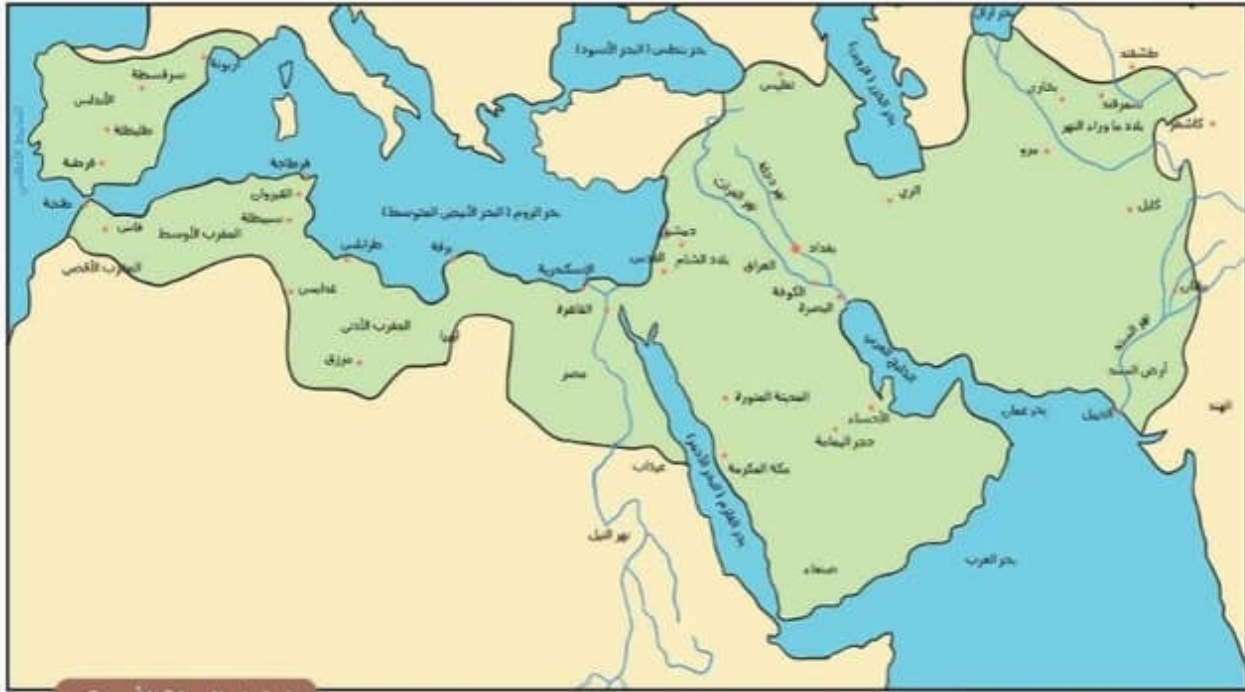 بحر آرال
طشقند
بحر بنطس (البحر الأسود)
بحر الخزر (قزوين)
تفليس
أربونة
سرقسطة
بخارى
سمرقند
كاشغر
الأندلس
بلاد ما وراء النهر
المحيط الأطلسي
طليطلة
مرو
قرطبة
قرطاجة
نهر دجلة
نهر الفرات
الري
القيروان
كابل
طنجة
بحر الروم (البحر الأبيض المتوسط)
سبيطلة
فاس
المغرب الأوسط
دمشق
بغداد
طرابلس
برقة
بلاد الشام
القدس
العراق
المغرب الأقصى
الإسكندرية
غدامس
الكوفة
البصرة
القاهرة
المغرب الأدنى
ليبيا
نهر السند
الخليج العربي
مرزق
مصر
أرض السند
المدينة المنورة
الأحساء
بحر عمان
الديبل
الهند
حجر اليمامة
عيذاب
مكة المكرمة
بحر القلزم (البحر الأحمر)
نهر النيل
صنعاء
بحر العرب